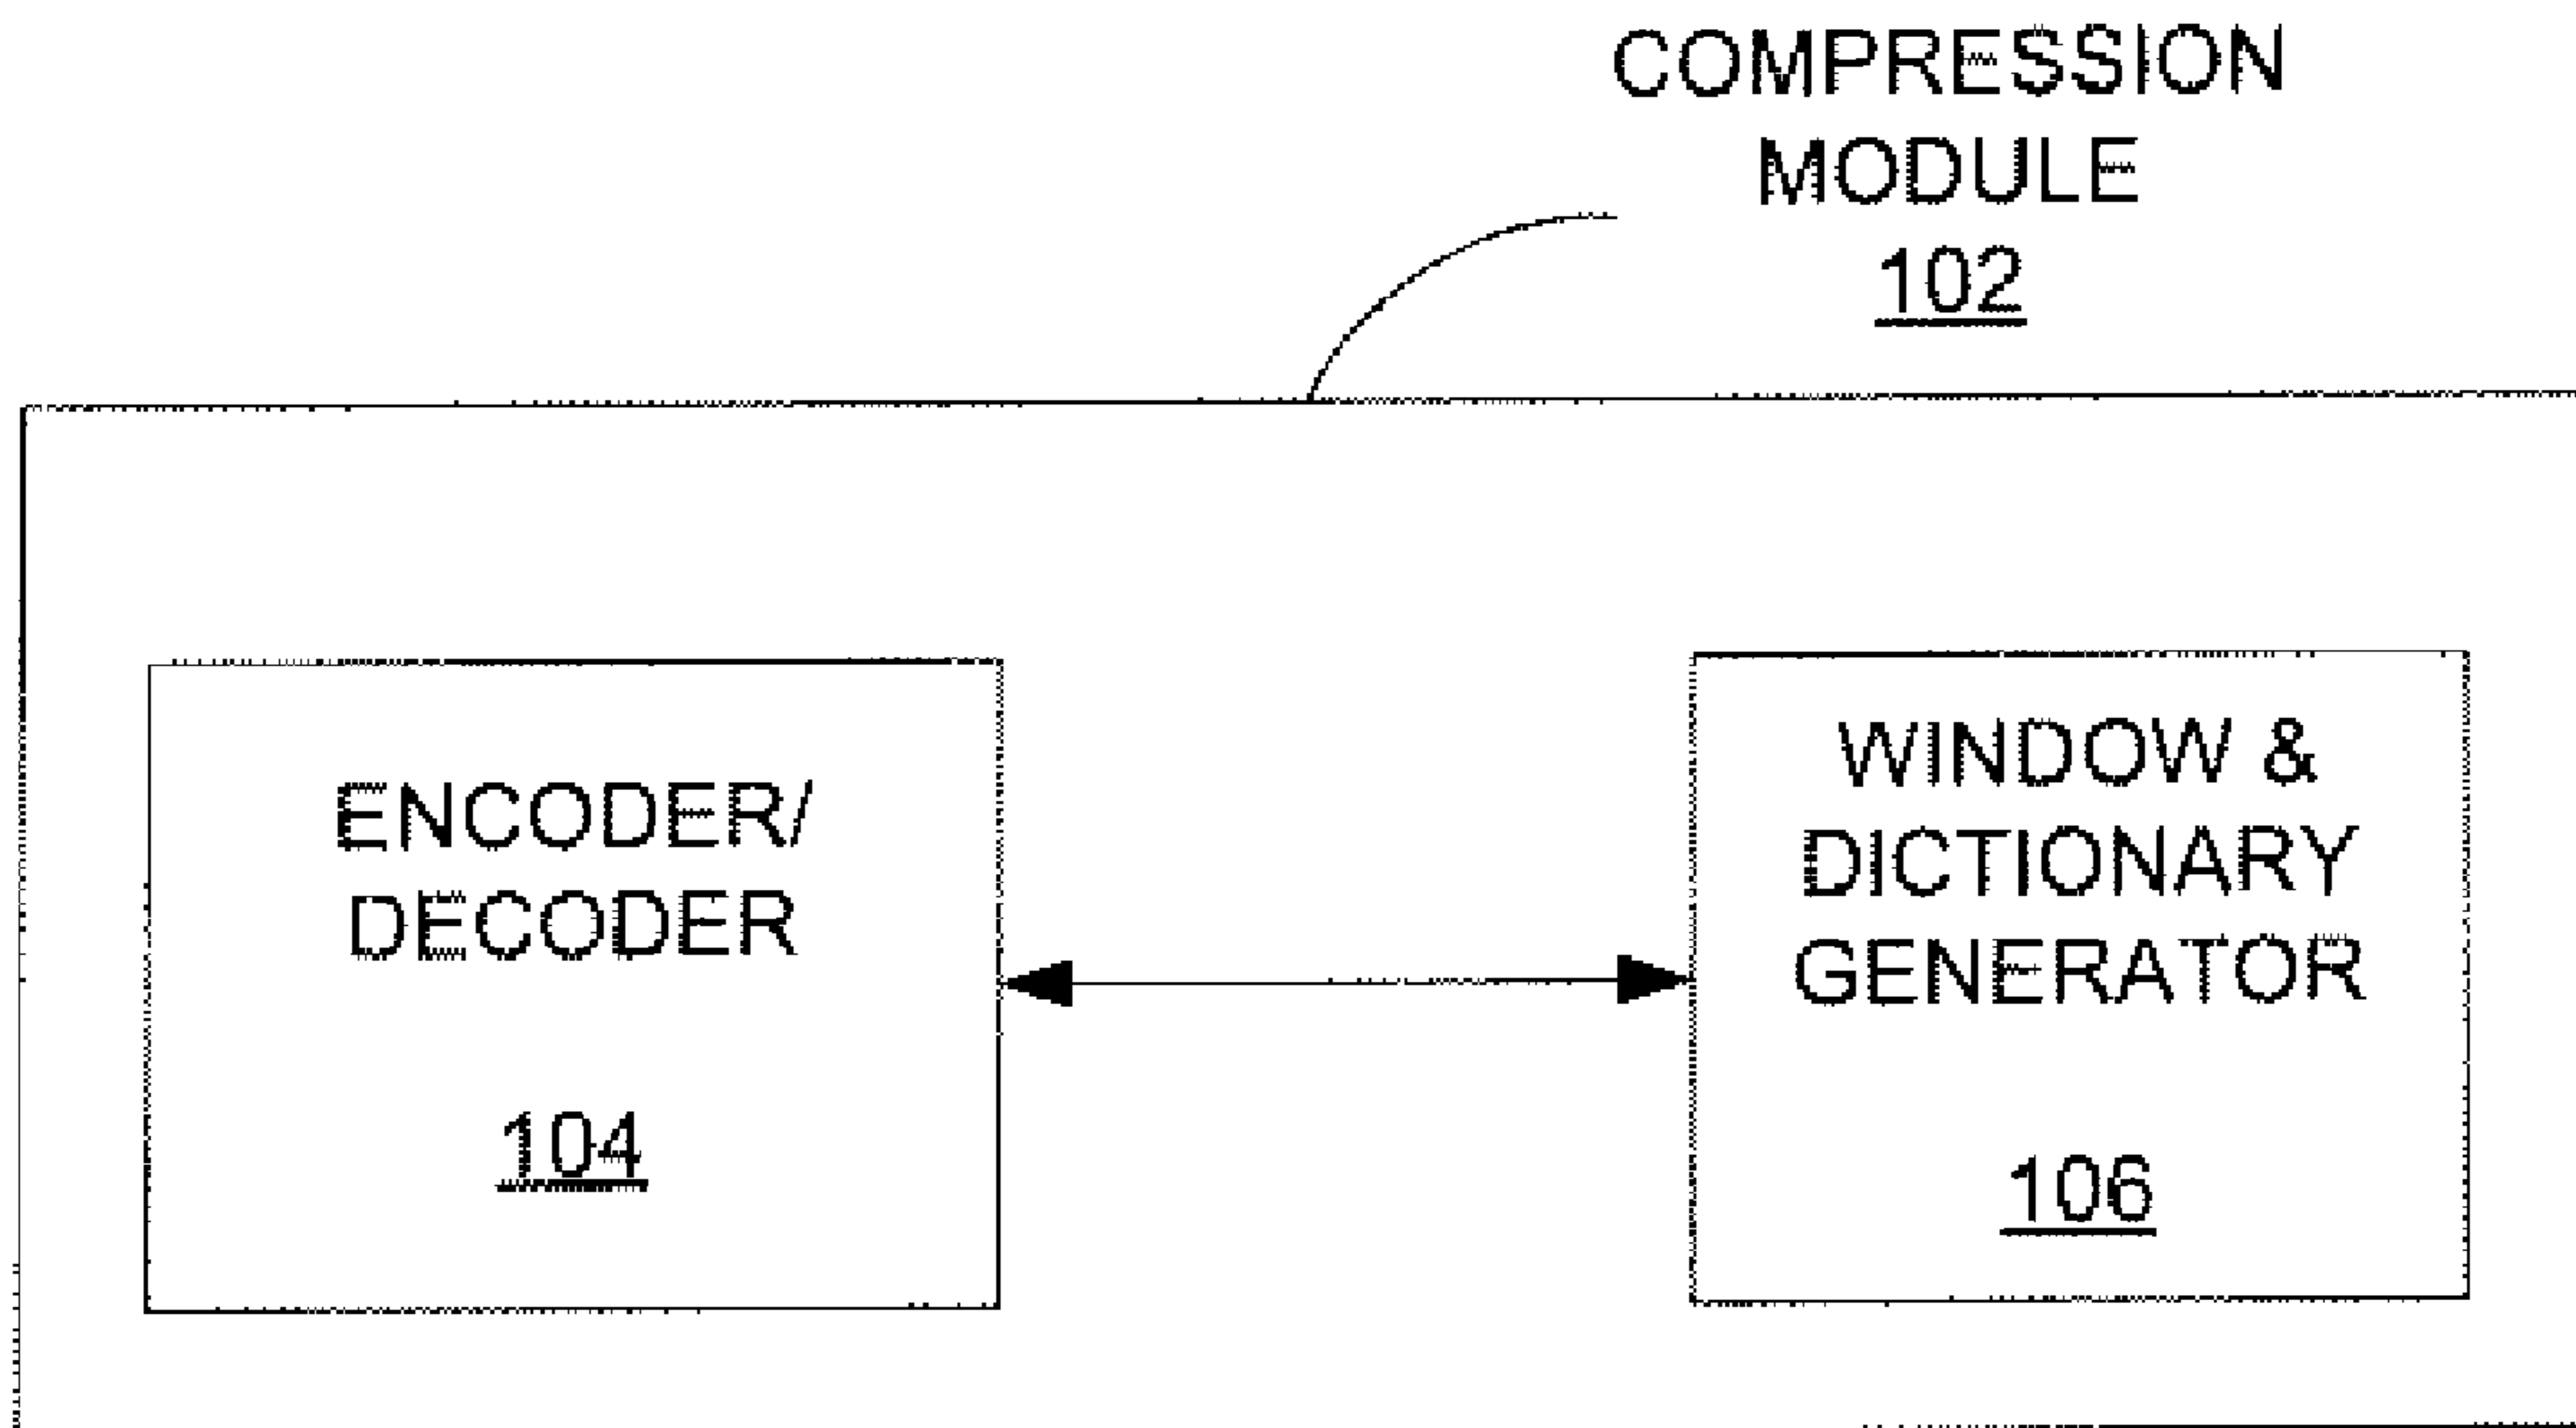 COMPRESSION
MODULE
102
ENCODER/
DECODER
104
WINDOW &
DICTIONARY
GENERATOR
106